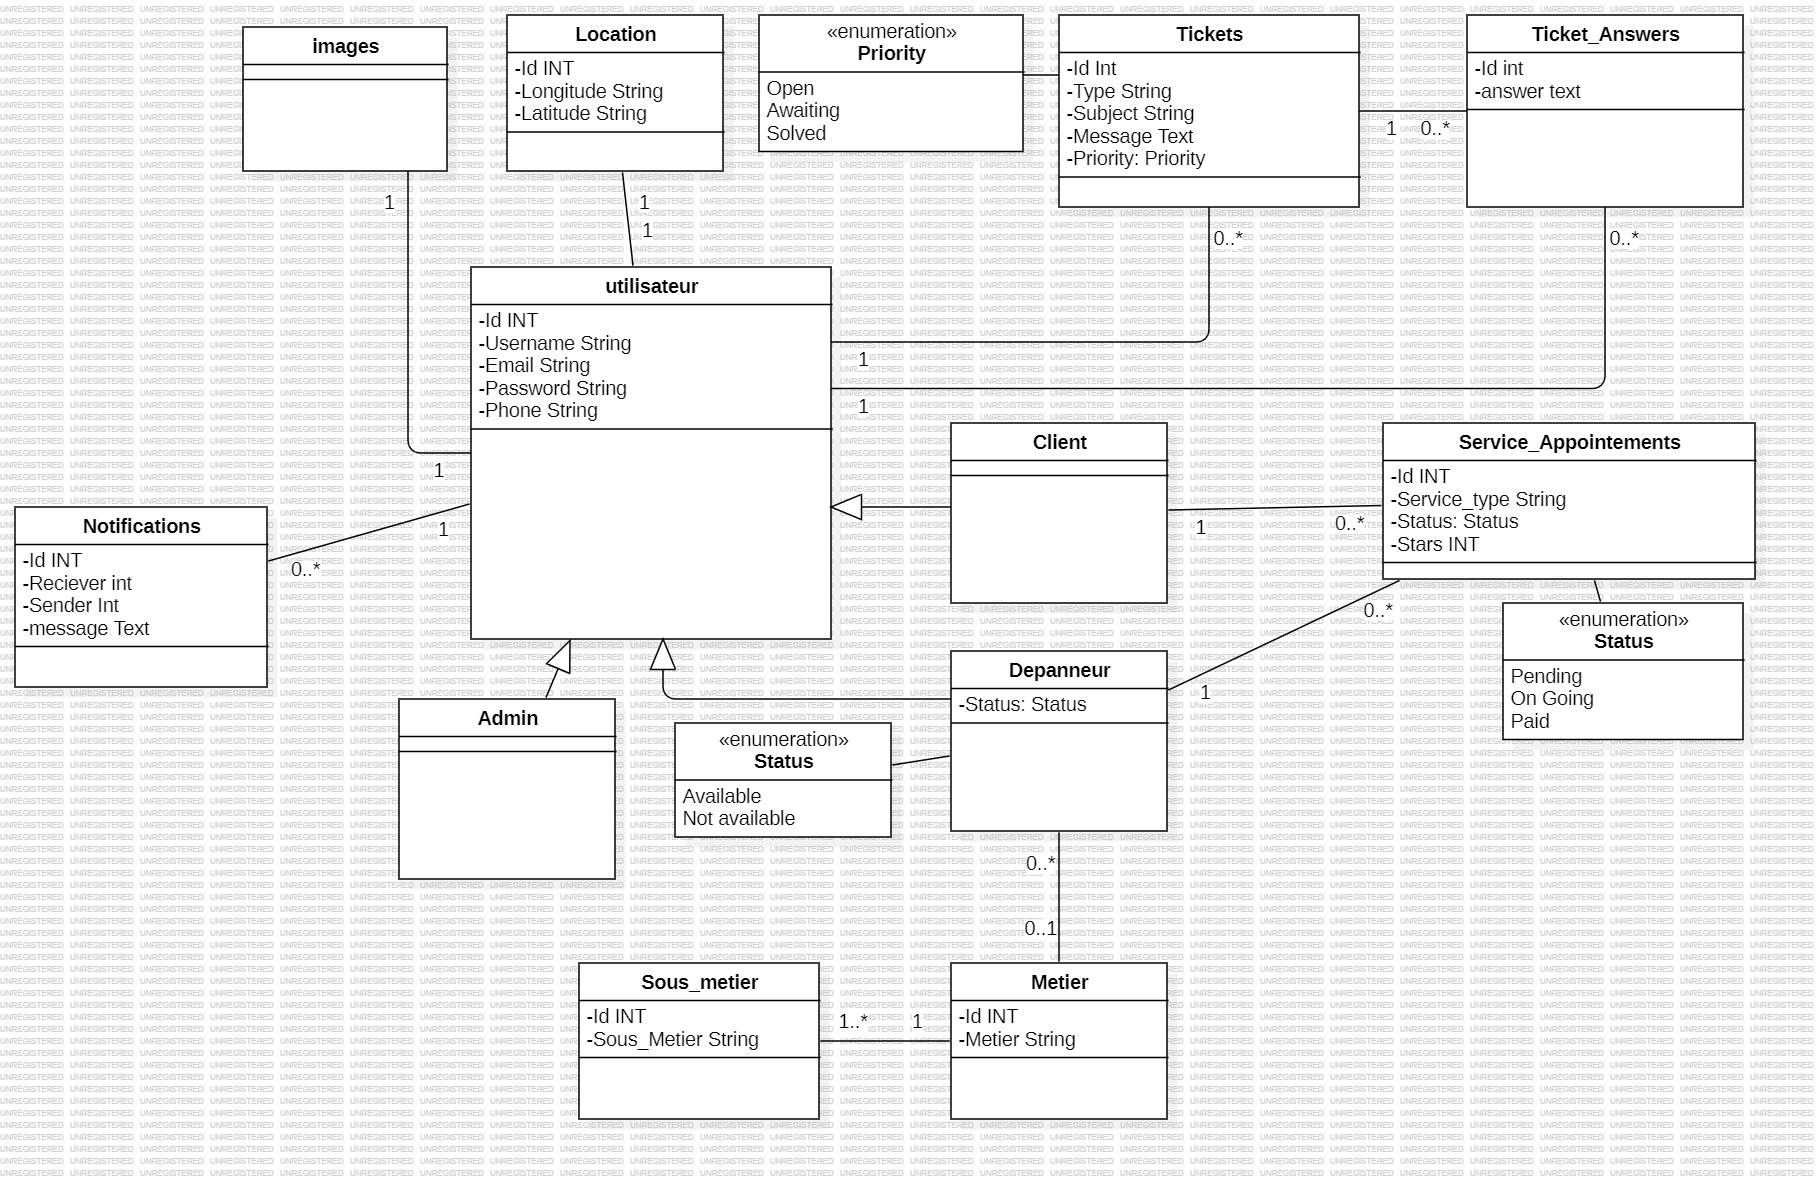 images
Location
-Id INT
-Longitude String
-Latitude String
«enumeration»
Priority
Open
Awaiting
Solved
Tickets
-Id Int
-Type String
-Subject String
-Message Text
-Priority: Priority
Ticket_Answers
-Id int
-answer text
1
0..*
1
1
1
0..*
0..*
utilisateur
-Id INT
-Username String
-Email String
-Password String
-Phone String
1
1
1
1
0..*
Notifications
-Id INT
-Reciever int
-Sender Int
-message Text
Client
1
0..*
Service_Appointements
-Id INT
-Service_type String
-Status: Status
-Stars INT
0..*
1
«enumeration»
Status
Pending
On Going
Paid
Depanneur
-Status: Status
Admin
«enumeration»
Status
Available
Not available
0..*
0..1
Sous_metier
-Id INT
-Sous_Metier String
1..*
1
Metier
-Id INT
-Metier String
UNREGISTERED